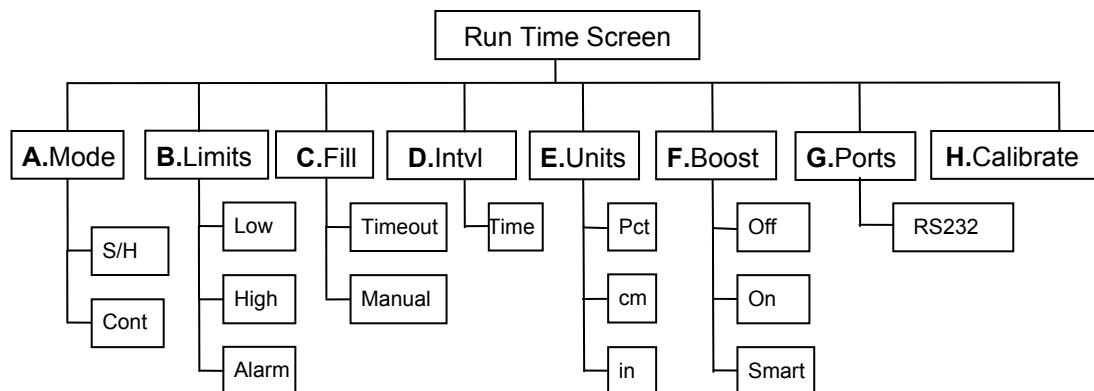 Run Time Screen
A.Mode
B.Limits
C.Fill
D.Intvl
E.Units
F.Boost
G.Ports
H.Calibrate
S/H
Cont
Low
High
Alarm
Timeout
Manual
Time
Pct
cm
in
Off
On
Smart
RS232